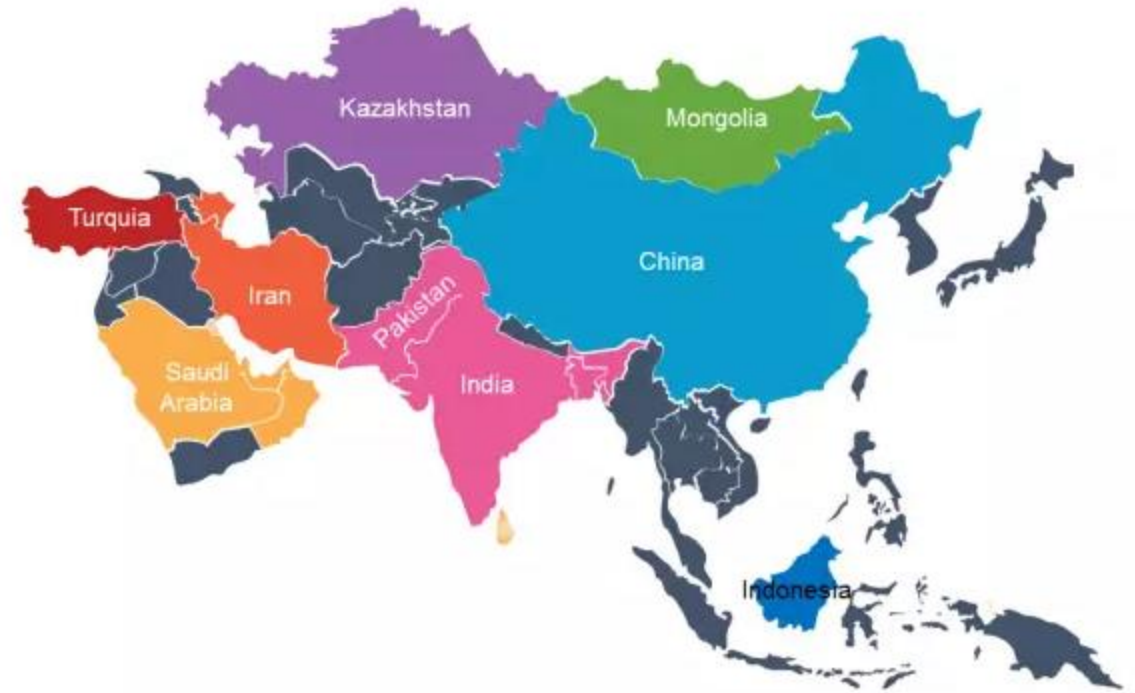 Kazakhstan
Mongolia
Turquia
China
Iran
Pakistan
Saudi
Arabia
India
Indonesia